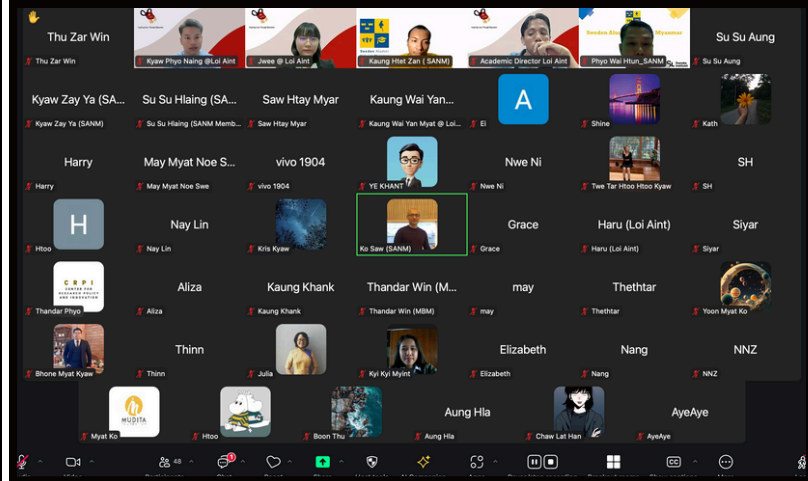 Thu Zar Win
Su Su Aung
Thu Zar Win
Kyaw Phyo Naing @Loi Aint
Jwee @ Loi Aint
Kaung Htet Zan ( SANM)
Academic Director Loi Aint
Phyo Wai Htun_SANM
Su Su Aung
Kyaw Zay Ya (SA...
Su Su Hlaing (SA...
Saw Htay Myar
Kaung Wai Yan...
A
Kyaw Zay Ya (SANM)
Su Su Hlaing (SANM Memb...
Saw Htay Myar
Kaung Wai Yan Myat @ Loi...
Ei
Shine
Kath
Harry
May Myat Noe S...
vivo 1904
Nwe Ni
SH
Harry
May Myat Noe Swe
vivo 1904
YE KHANT
Nwe Ni
Twe Tar Htoo Htoo Kyaw
SH
H
Nay Lin
Grace
Haru (Loi Aint)
Siyar
Htoo
Nay Lin
Kris Kyaw
Ko Saw (SANM)
Grace
Haru (Loi Aint)
Siyar
CRPI
CENTER FOR
RESEARCH POLICY
AND INNOVATION
Aliza
Kaung Khank
Thandar Win (M...
may
Thethtar
Thandar Phyo
Aliza
Kaung Khank
Thandar Win (MBM)
may
Thethtar
Yoon Myat Ko
Thinn
Elizabeth
Nang
NNZ
Bhone Myat Kyaw
Thinn
Julia
Kyi Kyi Myint
Elizabeth
Nang
NNZ
MUDITA
Aung Hla
AyeAye
Myat Ko
Htoo
Boon Thu
Aung Hla
Chaw Lat Han
AyeAye
48
1
CC